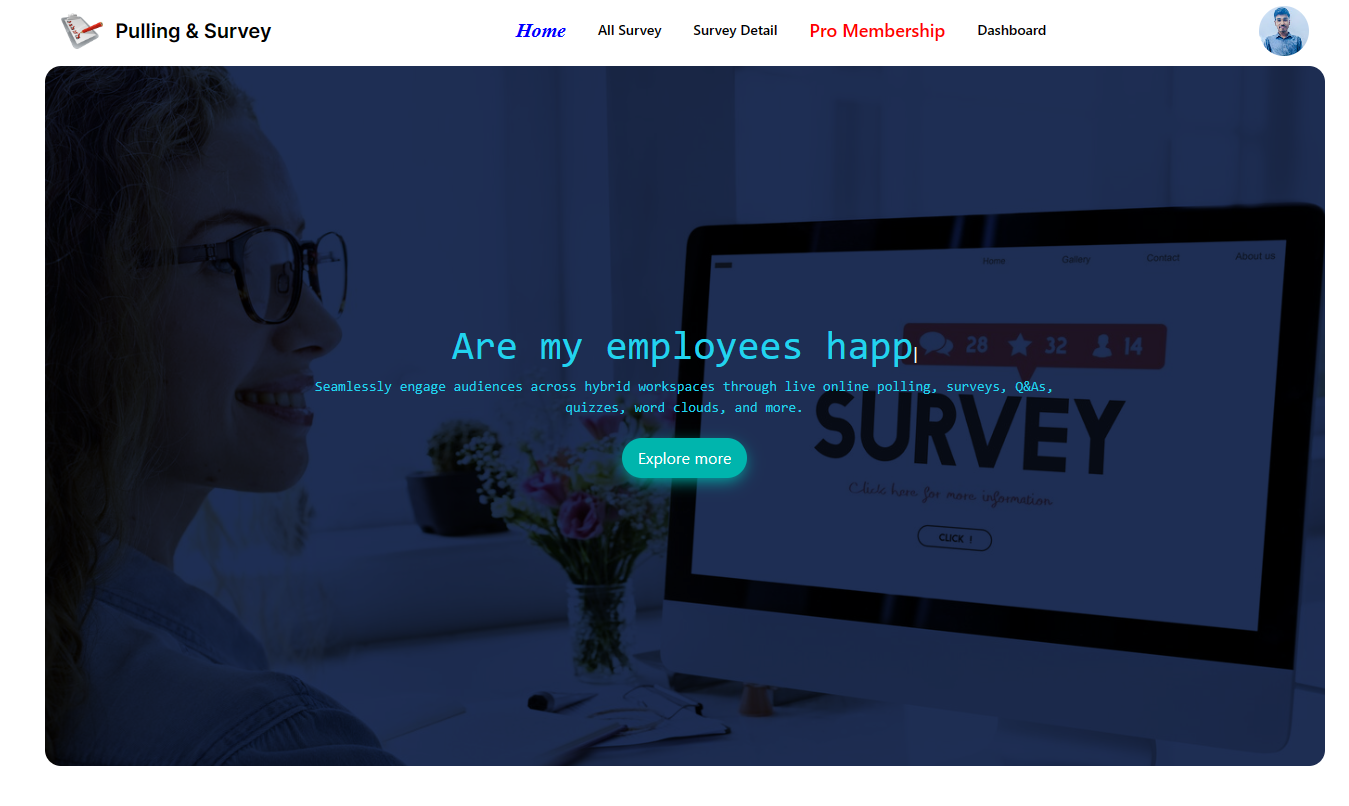 Pulling & Survey
Home
All Survey
Survey Detail
Pro Membership
Dashboard
Home
Gallery
Contact
About us
28
32
14
Are my employees happ
Seamlessly engage audiences across hybrid workspaces through live online polling, surveys, Q&As,
quizzes, word clouds, and more.
SURVEY
Explore more
Click here for more information
CLICK !